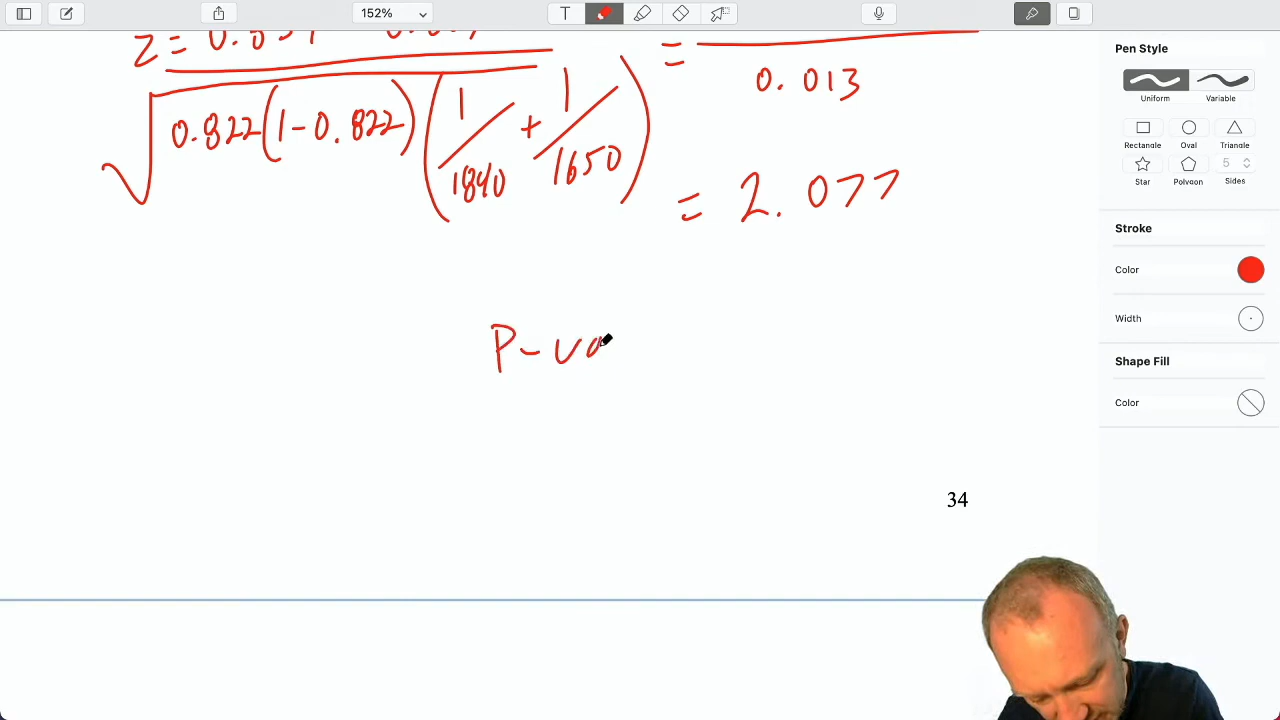 152%
Pen Style
Uniform Variable
Rectangle Oval Triangle
5
Star Polygon Sides
Stroke
Color
Width
Shape Fill
Color
z =
0.822(1-0.822)(1/1840 + 1/1650)
= 0.013
= 2.077
P-va
34